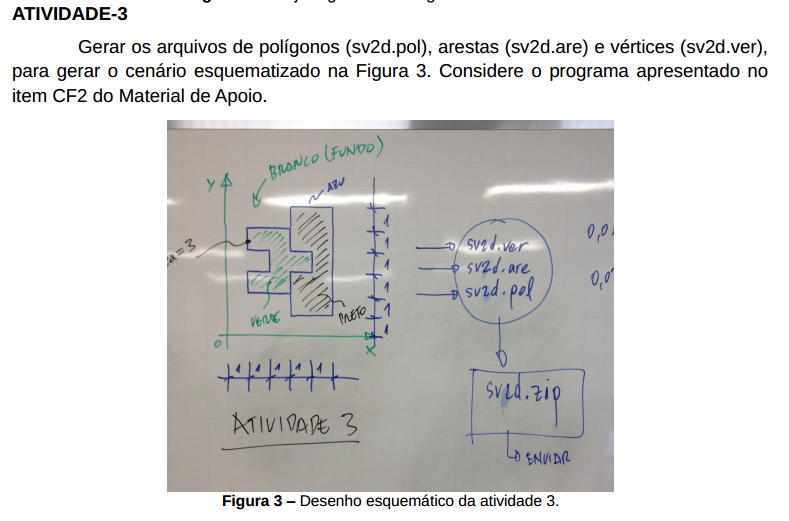 ATIVIDADE-3
Gerar os arquivos de polígonos (sv2d.pol), arestas (sv2d.are) e vértices (sv2d.ver),
para gerar o cenário esquematizado na Figura 3. Considere o programa apresentado no
item CF2 do Material de Apoio.
BRANCO (FUNDO)
Y
AZUL
=3
1
1
1
1
1
1
VERDE
PRETO
0
X
1 1 1 1 1
ATIVIDADE 3
sv2d.ver
sv2d.are
sv2d.pol
0,0
0,0
sv2d.zip
ENVIAR
Figura 3 – Desenho esquemático da atividade 3.